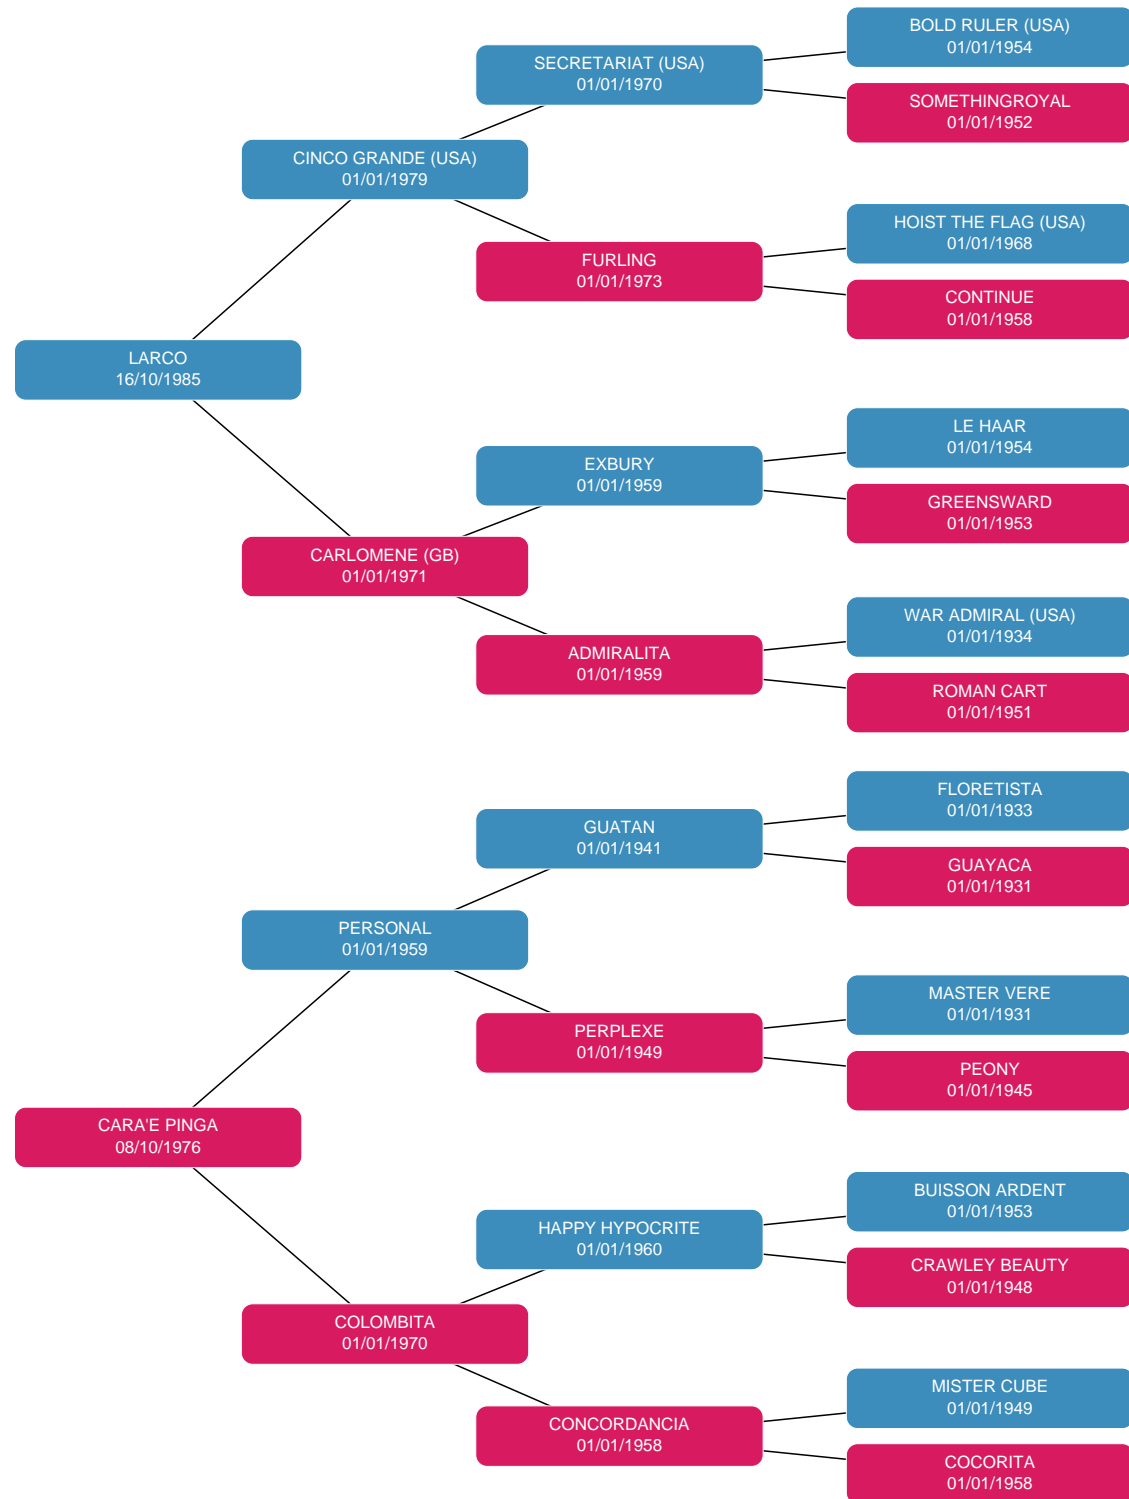 BOLD RULER (USA)
01/01/1954
SECRETARIAT (USA)
01/01/1970
SOMETHINGROYAL
01/01/1952
CINCO GRANDE (USA)
01/01/1979
HOIST THE FLAG (USA)
01/01/1968
FURLING
01/01/1973
CONTINUE
01/01/1958
LARCO
16/10/1985
LE HAAR
01/01/1954
EXBURY
01/01/1959
GREENSWARD
01/01/1953
CARLOMENE (GB)
01/01/1971
WAR ADMIRAL (USA)
01/01/1934
ADMIRALITA
01/01/1959
ROMAN CART
01/01/1951
FLORETISTA
01/01/1933
GUATAN
01/01/1941
GUAYACA
01/01/1931
PERSONAL
01/01/1959
MASTER VERE
01/01/1931
PERPLEXE
01/01/1949
PEONY
01/01/1945
CARA'E PINGA
08/10/1976
BUISSON ARDENT
01/01/1953
HAPPY HYPOCRITE
01/01/1960
CRAWLEY BEAUTY
01/01/1948
COLOMBITA
01/01/1970
MISTER CUBE
01/01/1949
CONCORDANCIA
01/01/1958
COCORITA
01/01/1958